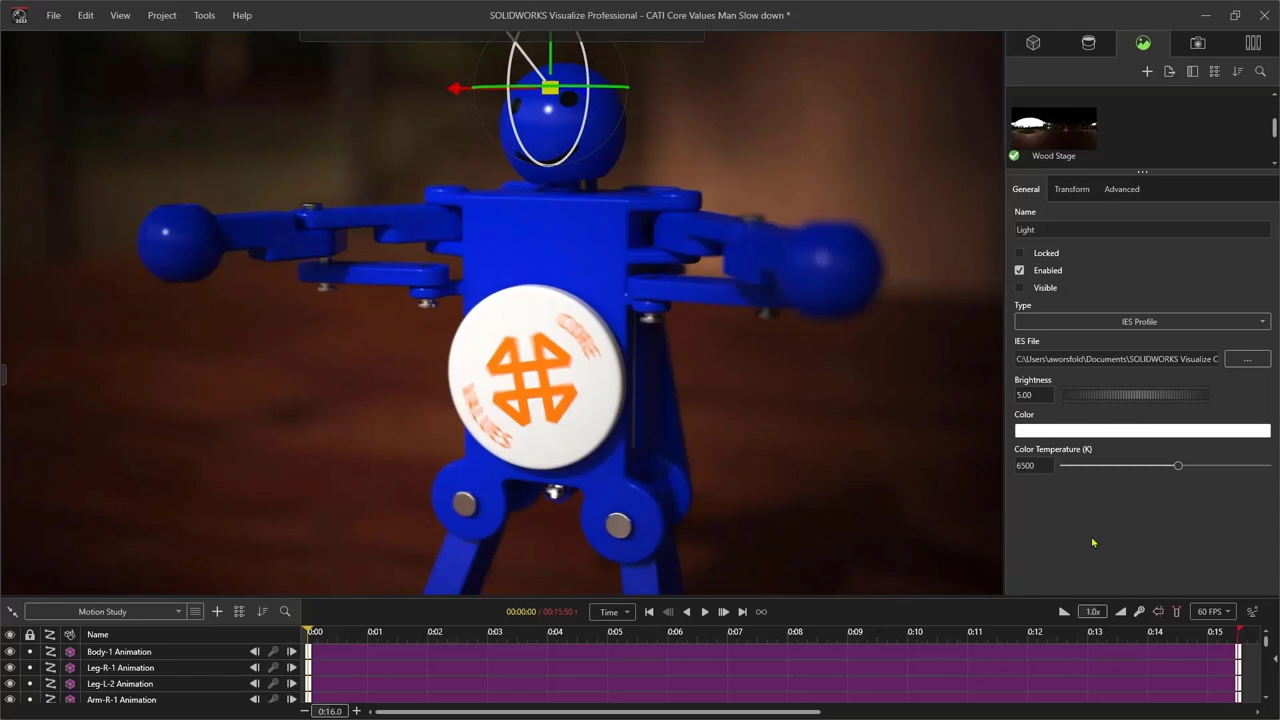 2022
File Edit View Project Tools Help
SOLIDWORKS Visualize Professional - CATI Core Values Man Slow down *
Wood Stage
General Transform Advanced
Name
Light
Locked
Enabled
Visible
Type
IES Profile
IES File
C:\Users\aworsfold\Documents\SOLIDWORKS Visualize C ...
Brightness
5.00
Color
Color Temperature (K)
6500
CORE
VALUES
Motion Study
00:00:00 / 00:15:50
Time
1.0x
60 FPS
Name
0:00 0:01 0:02 0:03 0:04 0:05 0:06 0:07 0:08 0:09 0:10 0:11 0:12 0:13 0:14 0:15
Body-1 Animation
Leg-R-1 Animation
Leg-L-2 Animation
Arm-R-1 Animation
0:16.0